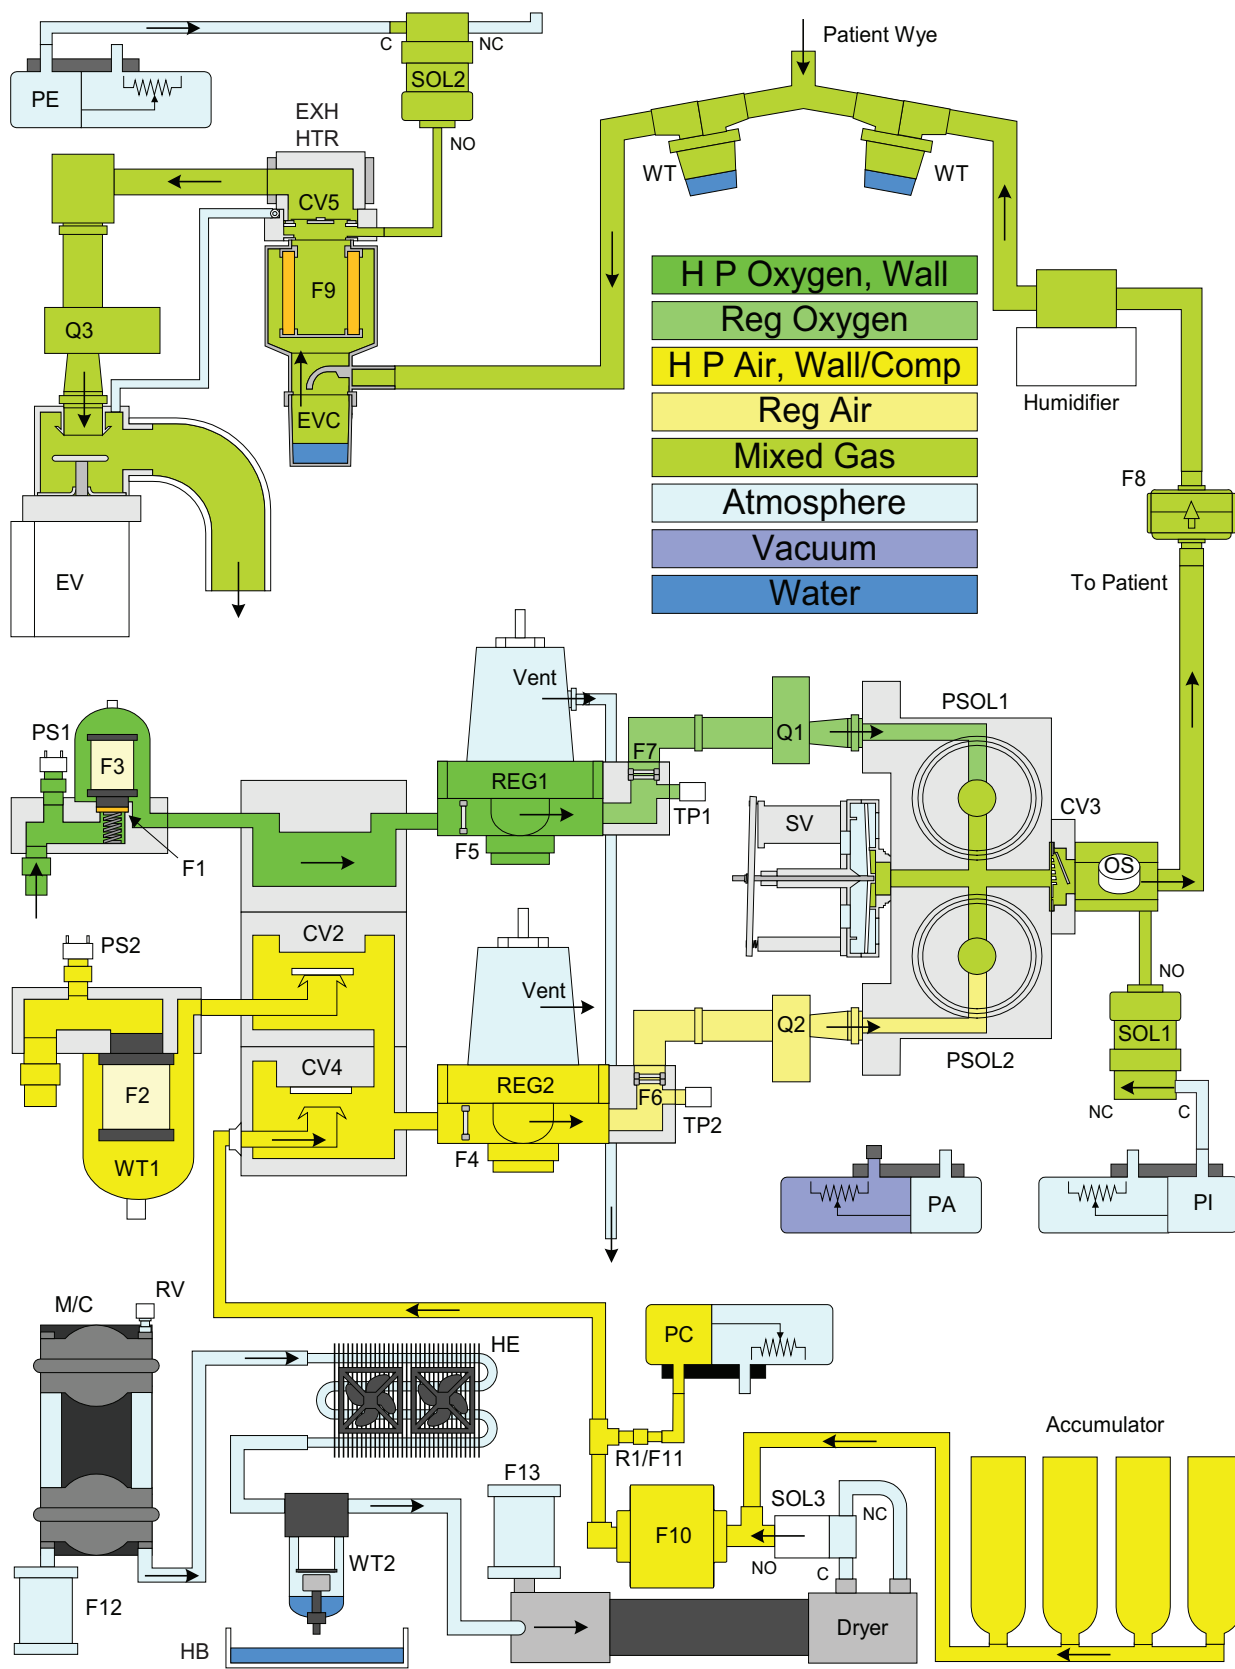 Patient Wye
C
NC
SOL2
PE
EXH
HTR
NO
WT
WT
CV5
F9
H P Oxygen, Wall
Reg Oxygen
H P Air, Wall/Comp
Reg Air
Mixed Gas
Atmosphere
Vacuum
Water
Q3
EVC
Humidifier
F8
EV
To Patient
Vent
PSOL1
PS1
F3
Q1
F7
REG1
TP1
CV3
SV
F5
F1
OS
CV2
PS2
NO
Vent
Q2
SOL1
PSOL2
CV4
REG2
F6
F2
TP2
NC
C
F4
WT1
PA
PI
RV
M/C
HE
PC
Accumulator
R1/F11
F13
SOL3
NC
F10
NO
WT2
C
F12
Dryer
HB